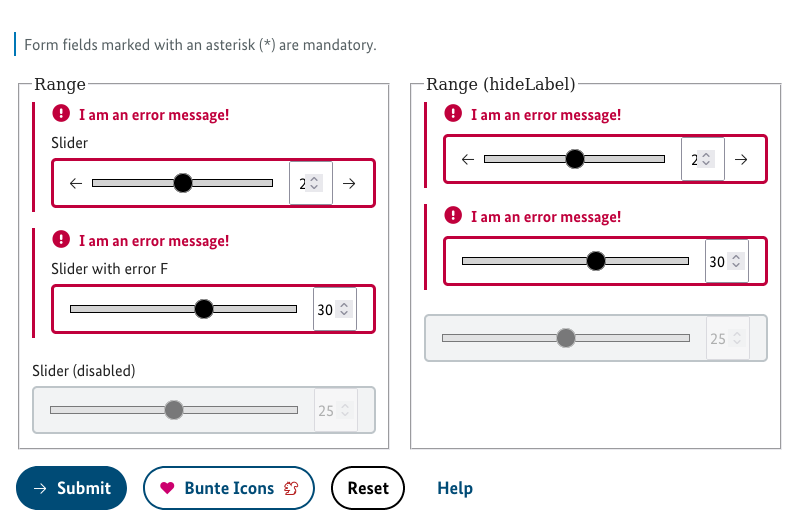 Form fields marked with an asterisk (*) are mandatory.
Range
I am an error message!
Slider
2
I am an error message!
Slider with error F
30
Slider (disabled)
25
Range (hideLabel)
I am an error message!
2
I am an error message!
30
25
Submit
Bunte Icons
Reset
Help